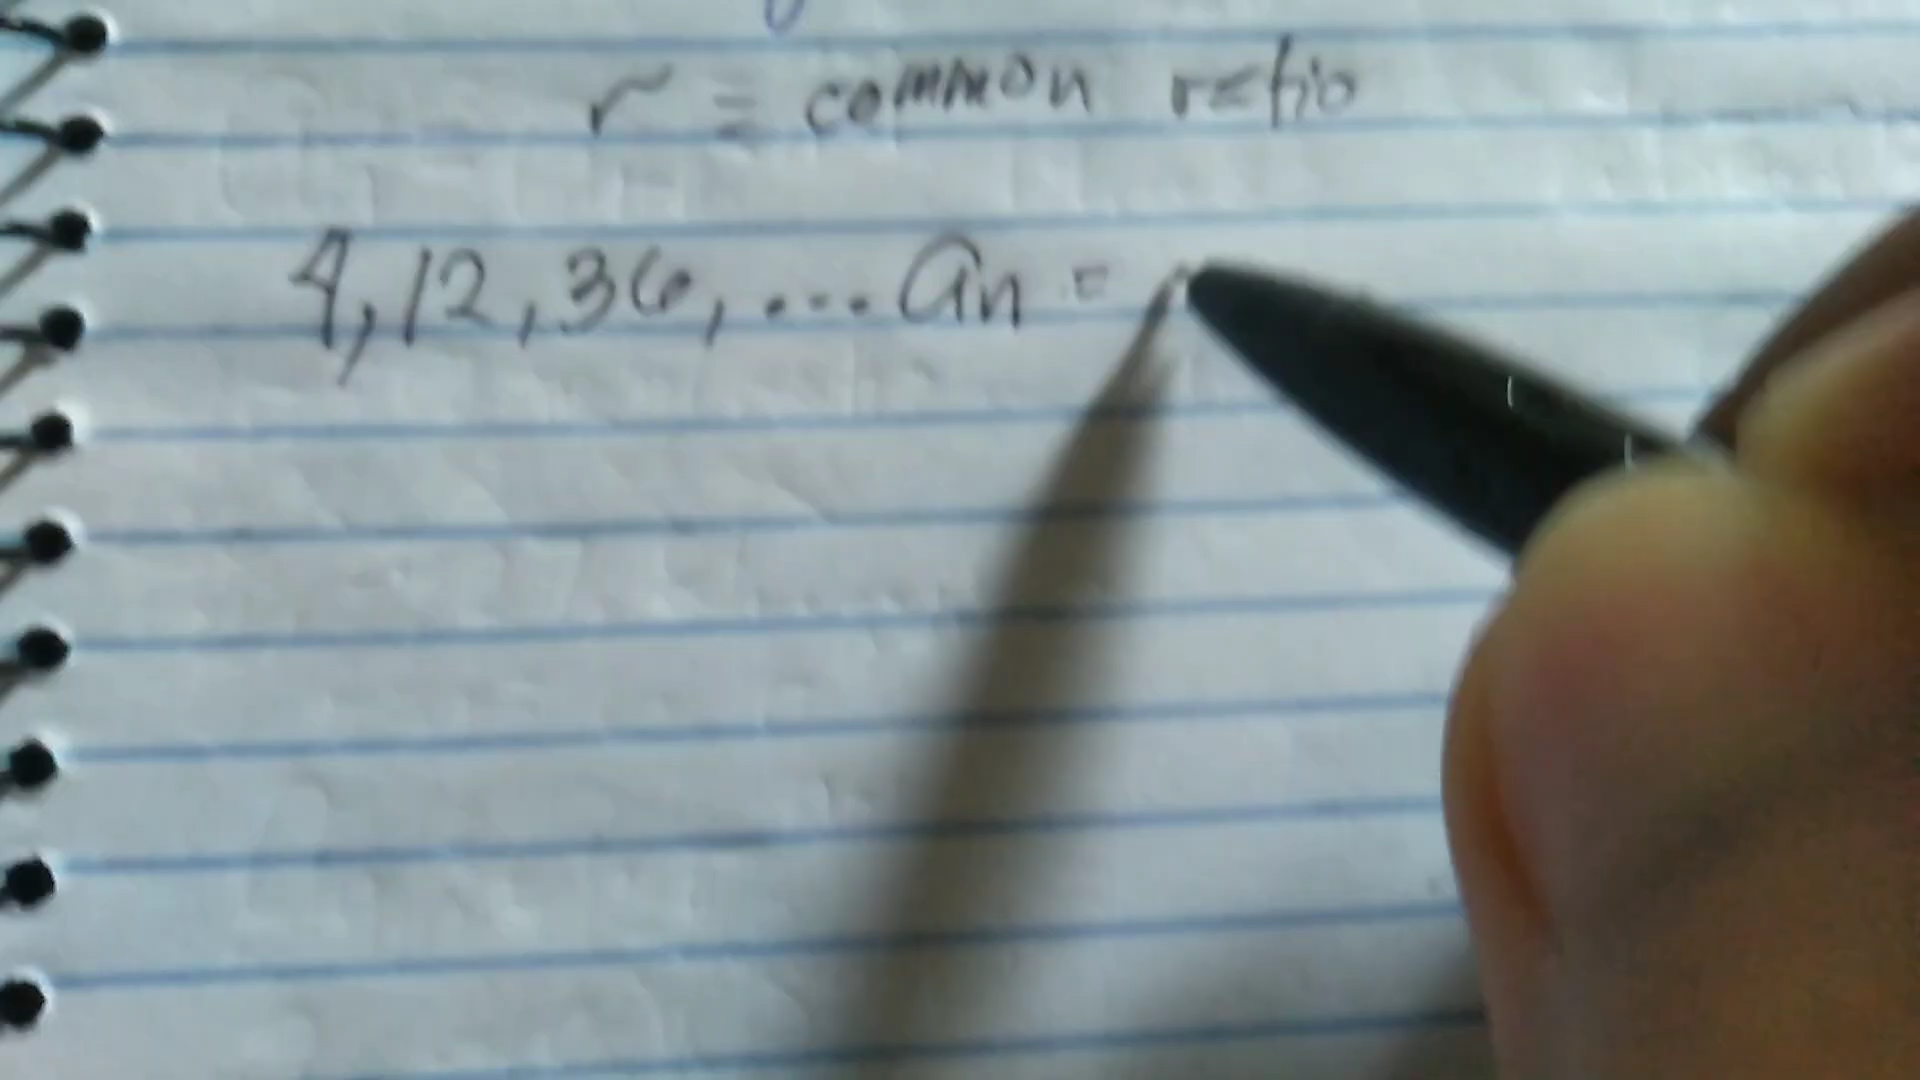 r = common ratio
4, 12, 36, ... an =